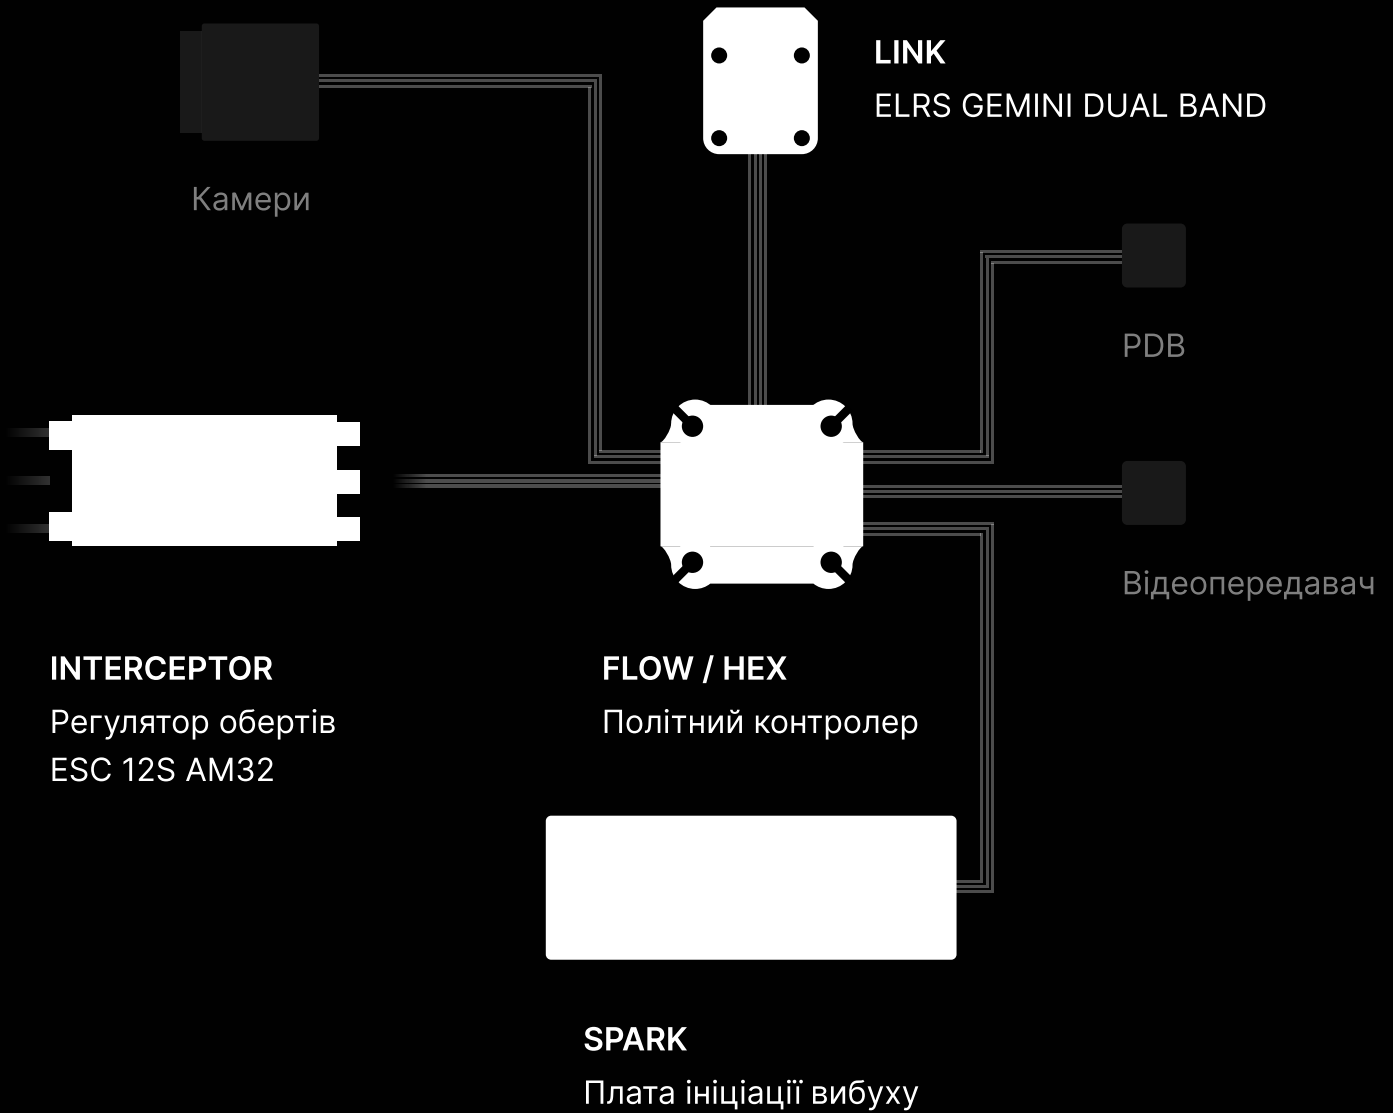 LINK
ELRS GEMINI DUAL BAND
Камери
PDB
Відеопередавач
INTERCEPTOR
Регулятор обертів
ESC 12S AM32
FLOW / HEX
Політний контролер
SPARK
Плата ініціації вибуху